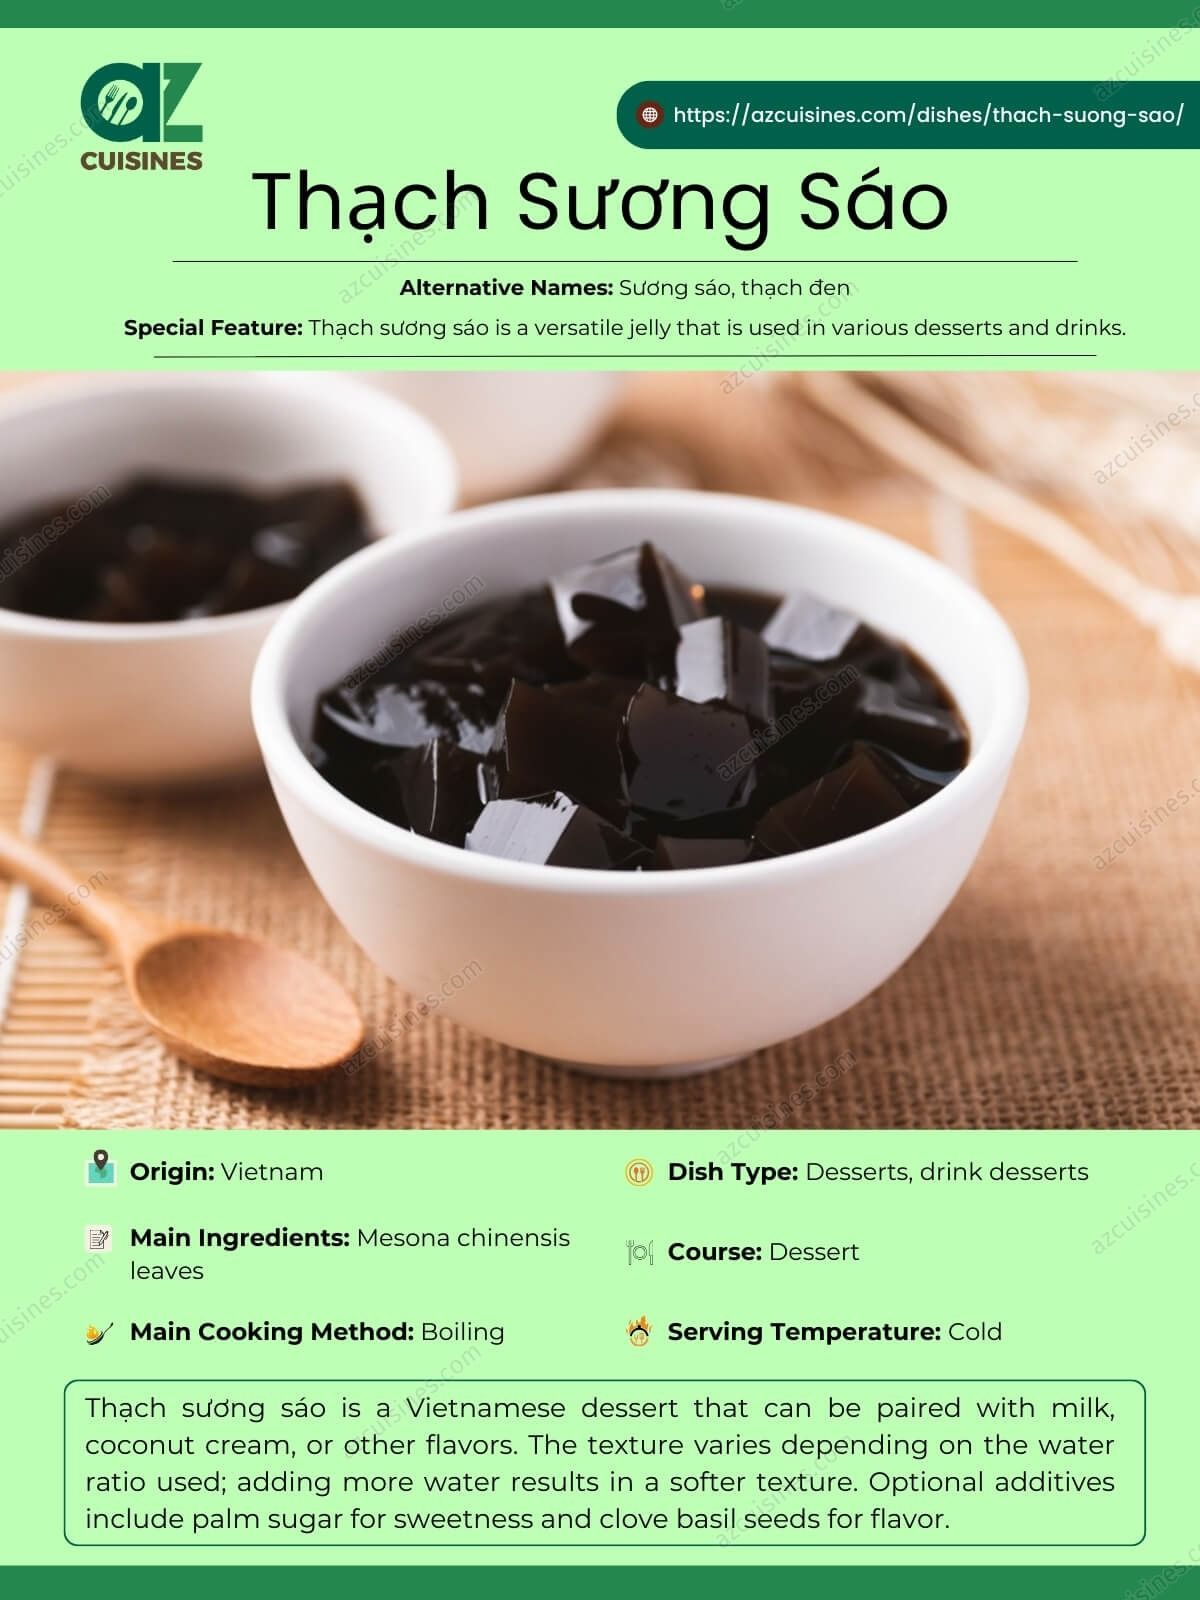 az
CUISINES
https://azcuisines.com/dishes/thach-suong-sao/
Thạch Sương Sáo
Alternative Names: Sương sáo, thạch đen
Special Feature: Thạch sương sáo is a versatile jelly that is used in various desserts and drinks.
Origin: Vietnam
Dish Type: Desserts, drink desserts
Main Ingredients: Mesona chinensis
leaves
Course: Dessert
Main Cooking Method: Boiling
Serving Temperature: Cold
Thạch sương sáo is a Vietnamese dessert that can be paired with milk,
coconut cream, or other flavors. The texture varies depending on the water
ratio used; adding more water results in a softer texture. Optional additives
include palm sugar for sweetness and clove basil seeds for flavor.
azcuisines.com